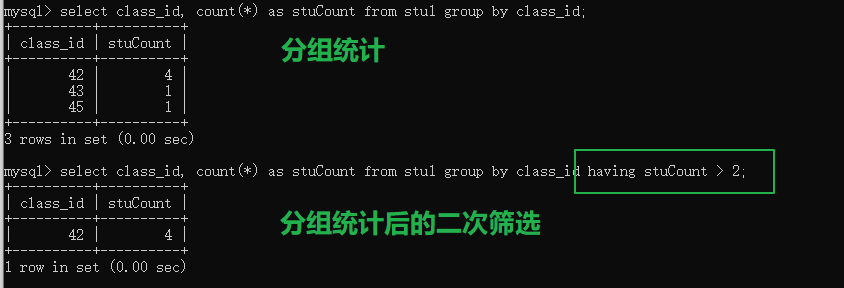 mysql> select class_id, count(*) as stuCount from stu1 group by class_id;
+----------+----------+
| class_id | stuCount |
+----------+----------+
|       42 |        4 |
|       43 |        1 |
|       45 |        1 |
+----------+----------+
3 rows in set (0.00 sec)
分组统计
mysql> select class_id, count(*) as stuCount from stu1 group by class_id having stuCount > 2;
+----------+----------+
| class_id | stuCount |
+----------+----------+
|       42 |        4 |
+----------+----------+
1 row in set (0.00 sec)
分组统计后的二次筛选